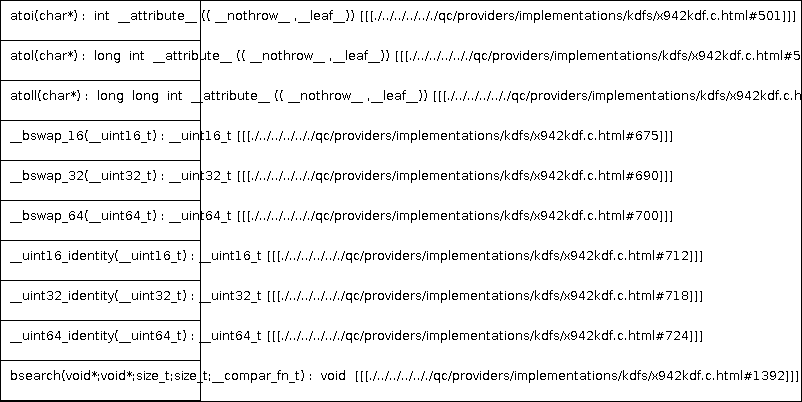 atoi(char*) : int __attribute__ (( __nothrow__ ,__leaf__)) [[[./../../../../qc/providers/implementations/kdfs/x942kdf.c.html#501]]]
atol(char*) : long int __attribute__ (( __nothrow__ ,__leaf__)) [[[./../../../../qc/providers/implementations/kdfs/x942kdf.c.html#5
atoll(char*) : long long int __attribute__ (( __nothrow__ ,__leaf__)) [[[./../../../../qc/providers/implementations/kdfs/x942kdf.c.h
__bswap_16(__uint16_t) : __uint16_t [[[./../../../../qc/providers/implementations/kdfs/x942kdf.c.html#675]]]
__bswap_32(__uint32_t) : __uint32_t [[[./../../../../qc/providers/implementations/kdfs/x942kdf.c.html#690]]]
__bswap_64(__uint64_t) : __uint64_t [[[./../../../../qc/providers/implementations/kdfs/x942kdf.c.html#700]]]
__uint16_identity(__uint16_t) : __uint16_t [[[./../../../../qc/providers/implementations/kdfs/x942kdf.c.html#712]]]
__uint32_identity(__uint32_t) : __uint32_t [[[./../../../../qc/providers/implementations/kdfs/x942kdf.c.html#718]]]
__uint64_identity(__uint64_t) : __uint64_t [[[./../../../../qc/providers/implementations/kdfs/x942kdf.c.html#724]]]
bsearch(void*;void*;size_t;size_t;__compar_fn_t) : void [[[./../../../../qc/providers/implementations/kdfs/x942kdf.c.html#1392]]]